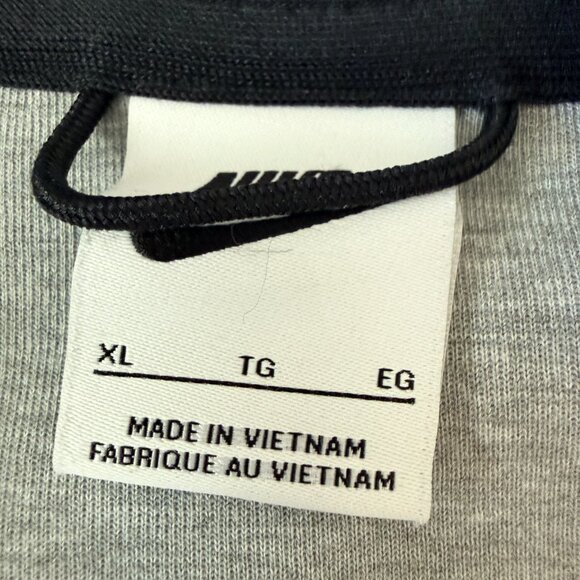 XL TG EG
MADE IN VIETNAM
FABRIQUE AU VIETNAM